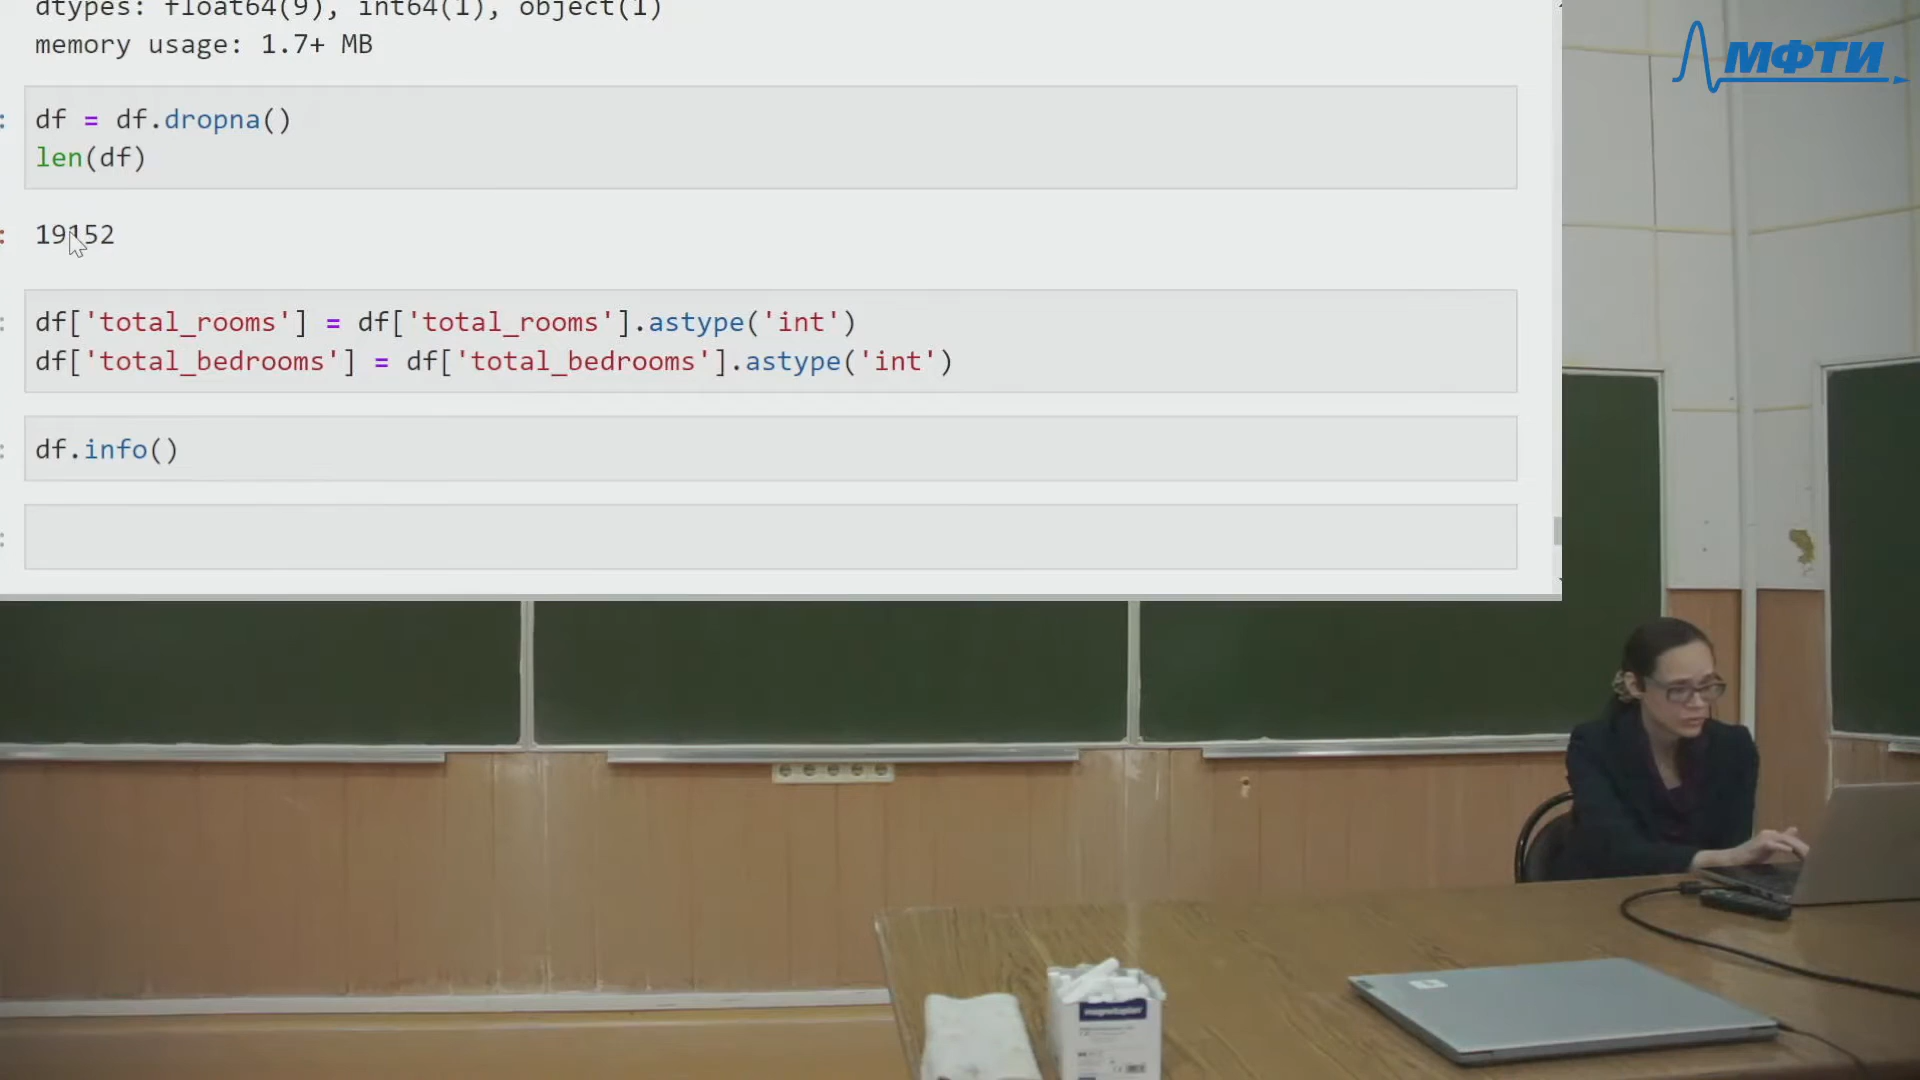 dtypes: float64(9), int64(1), object(1)
memory usage: 1.7+ MB
МФТИ
: df = df.dropna()
len(df)
: 19152
: df['total_rooms'] = df['total_rooms'].astype('int')
df['total_bedrooms'] = df['total_bedrooms'].astype('int')
: df.info()
: